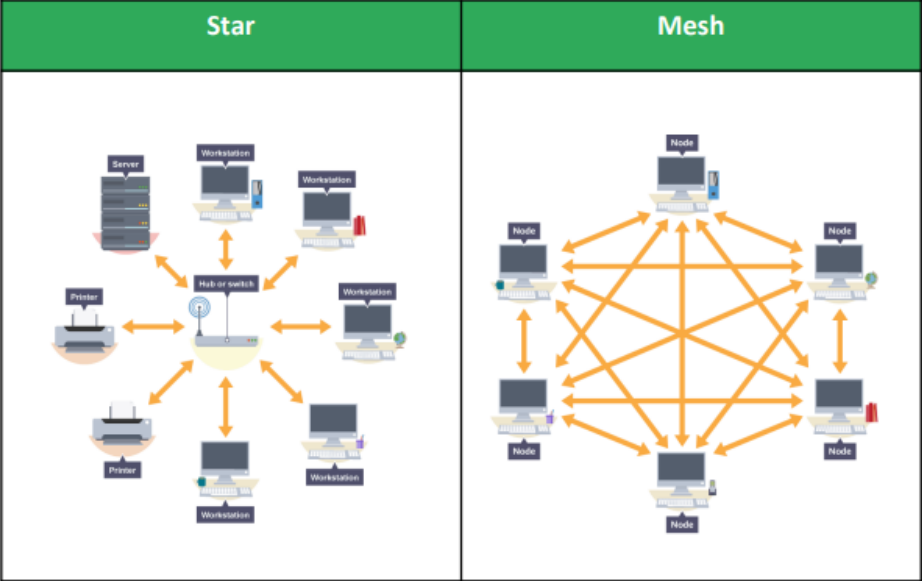 Star
Mesh
Server
Workstation
Workstation
Hub or switch
Printer
Workstation
Printer
Workstation
Workstation
Node
Node
Node
Node
Node
Node